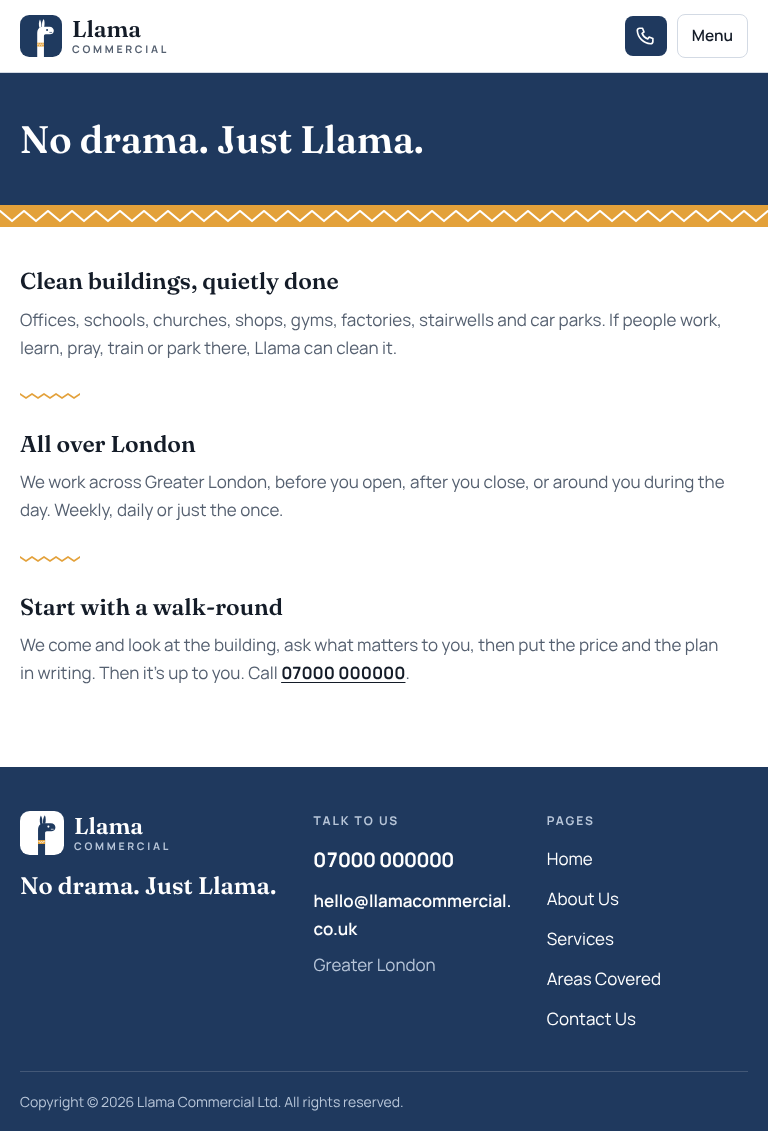 Llama
COMMERCIAL
Menu
No drama. Just Llama.
Clean buildings, quietly done
Offices, schools, churches, shops, gyms, factories, stairwells and car parks. If people work,
learn, pray, train or park there, Llama can clean it.
All over London
We work across Greater London, before you open, after you close, or around you during the
day. Weekly, daily or just the once.
Start with a walk-round
We come and look at the building, ask what matters to you, then put the price and the plan
in writing. Then it's up to you. Call 07000 000000.
Llama
COMMERCIAL
No drama. Just Llama.
TALK TO US
07000 000000
hello@llamacommercial.
co.uk
Greater London
PAGES
Home
About Us
Services
Areas Covered
Contact Us
Copyright © 2026 Llama Commercial Ltd. All rights reserved.